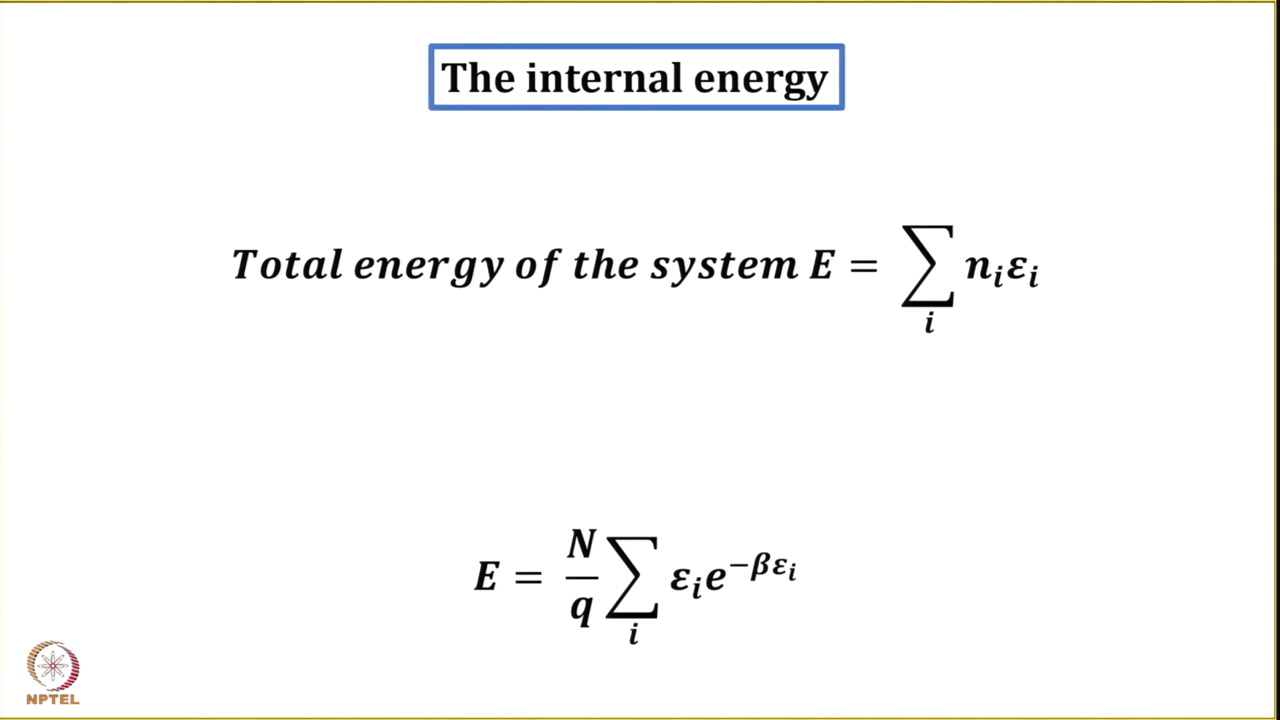 The internal energy
Total energy of the system E = ∑ᵢ nᵢεᵢ
E = N/q ∑ᵢ εᵢe^(−βεᵢ)
NPTEL